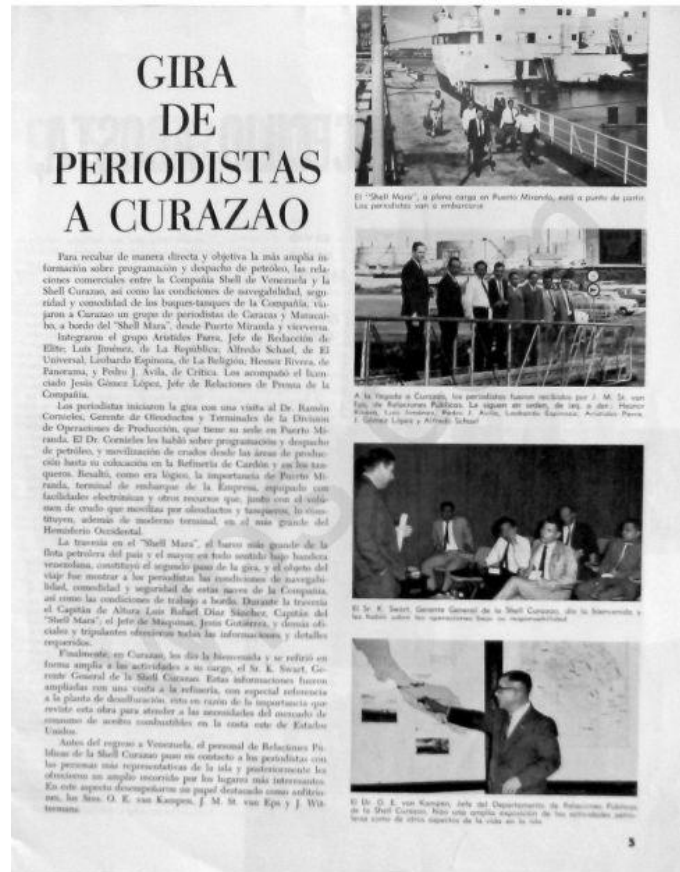 GIRA
DE
PERIODISTAS
A CURAZAO
Para recabar de manera directa y objetiva la más amplia in-
formación sobre programación y despacho de petróleo, las rela-
ciones comerciales entre la Compañía Shell de Venezuela y la
Shell Curazao, así como las condiciones de navegabilidad, segu-
ridad y comodidad de los buques-tanques de la Compañía, via-
jaron a Curazao un grupo de periodistas de Caracas y Maracai-
bo, a bordo del "Shell Mara", desde Puerto Miranda y viceversa.
Integraron el grupo Arístides Parra, Jefe de Redacción de
Elite; Luis Jiménez, de La República; Alfredo Schael, de El
Universal, Leobardo Espinoza, de La Religión; Hesnor Rivera, de
Panorama, y Pedro J. Avila, de Crítica. Los acompañó el licen-
ciado Jesús Gómez López, Jefe de Relaciones de Prensa de la
Compañía.
Los periodistas iniciaron la gira con una visita al Dr. Ramón
Cornieles, Gerente de Oleoductos y Terminales de la División
de Operaciones de Producción, que tiene su sede en Puerto Mi-
randa. El Dr. Cornieles les habló sobre programación y despacho
de petróleo, y movilización de crudos desde las áreas de produc-
ción hasta su colocación en la Refinería de Cardón y en los tan-
queros. Resaltó, como era lógico, la importancia de Puerto Mi-
randa, terminal de embarque de la Empresa, equipado con
facilidades electrónicas y otros recursos que, junto con el volú-
men de crudo que moviliza por oleoductos y tanqueros, lo cons-
tituyen, además de moderno terminal, en el más grande del
Hemisferio Occidental.
La travesía en el "Shell Mara", el barco más grande de la
flota petrolera del país y el mayor en todo sentido bajo bandera
venezolana, constituyó el segundo paso de la gira, y el objeto del
viaje fue mostrar a los periodistas las condiciones de navegabi-
lidad, comodidad y seguridad de estas naves de la Compañía,
así como las condiciones de trabajo a bordo. Durante la travesía
el Capitán de Altura Luis Rafael Díaz Sánchez, Capitán del
"Shell Mara"; el Jefe de Máquinas, Jesús Gutiérrez, y demás ofi-
ciales y tripulantes ofrecieron todas las informaciones y detalles
requeridos.
Finalmente, en Curazao, les dio la bienvenida y se refirió en
forma amplia a las actividades a su cargo, el Sr. K. Swart, Ge-
rente General de la Shell Curazao. Estas informaciones fueron
ampliadas con una visita a la refinería, con especial referencia
a la planta de desulfuración, esto en razón de la importancia que
reviste esta obra para atender a las necesidades del mercado de
consumo de aceites combustibles en la costa este de Estados
Unidos.
Antes del regreso a Venezuela, el personal de Relaciones Pú-
blicas de la Shell Curazao puso en contacto a los periodistas con
las personas más representativas de la isla y posteriormente les
ofrecieron un amplio recorrido por los lugares más interesantes.
En este aspecto desempeñaron un papel destacado como anfitrio-
nes, los Sres. O. E. van Kampen, J. M. St. van Eps y J. Wit-
termans.
El "Shell Mara", a plena carga en Puerto Miranda, está a punto de partir.
Los periodistas van a embarcarse
A la llegada a Curazao, los periodistas fueron recibidos por J. M. St. van
Eps, de Relaciones Públicas. Le siguen en orden, de izq. a der.: Hesnor
Rivera, Luis Jiménez, Pedro J. Avila, Leobardo Espinoza, Arístides Parra,
J. Gómez López y Alfredo Schael
El Sr. K. Swart, Gerente General de la Shell Curazao, dio la bienvenida y
les habló sobre las operaciones bajo su responsabilidad
El Dr. O. E. van Kampen, Jefe del Departamento de Relaciones Públicas
de la Shell Curazao, hizo una amplia exposición de las actividades petro-
leras como de otros aspectos de la vida en la isla
3